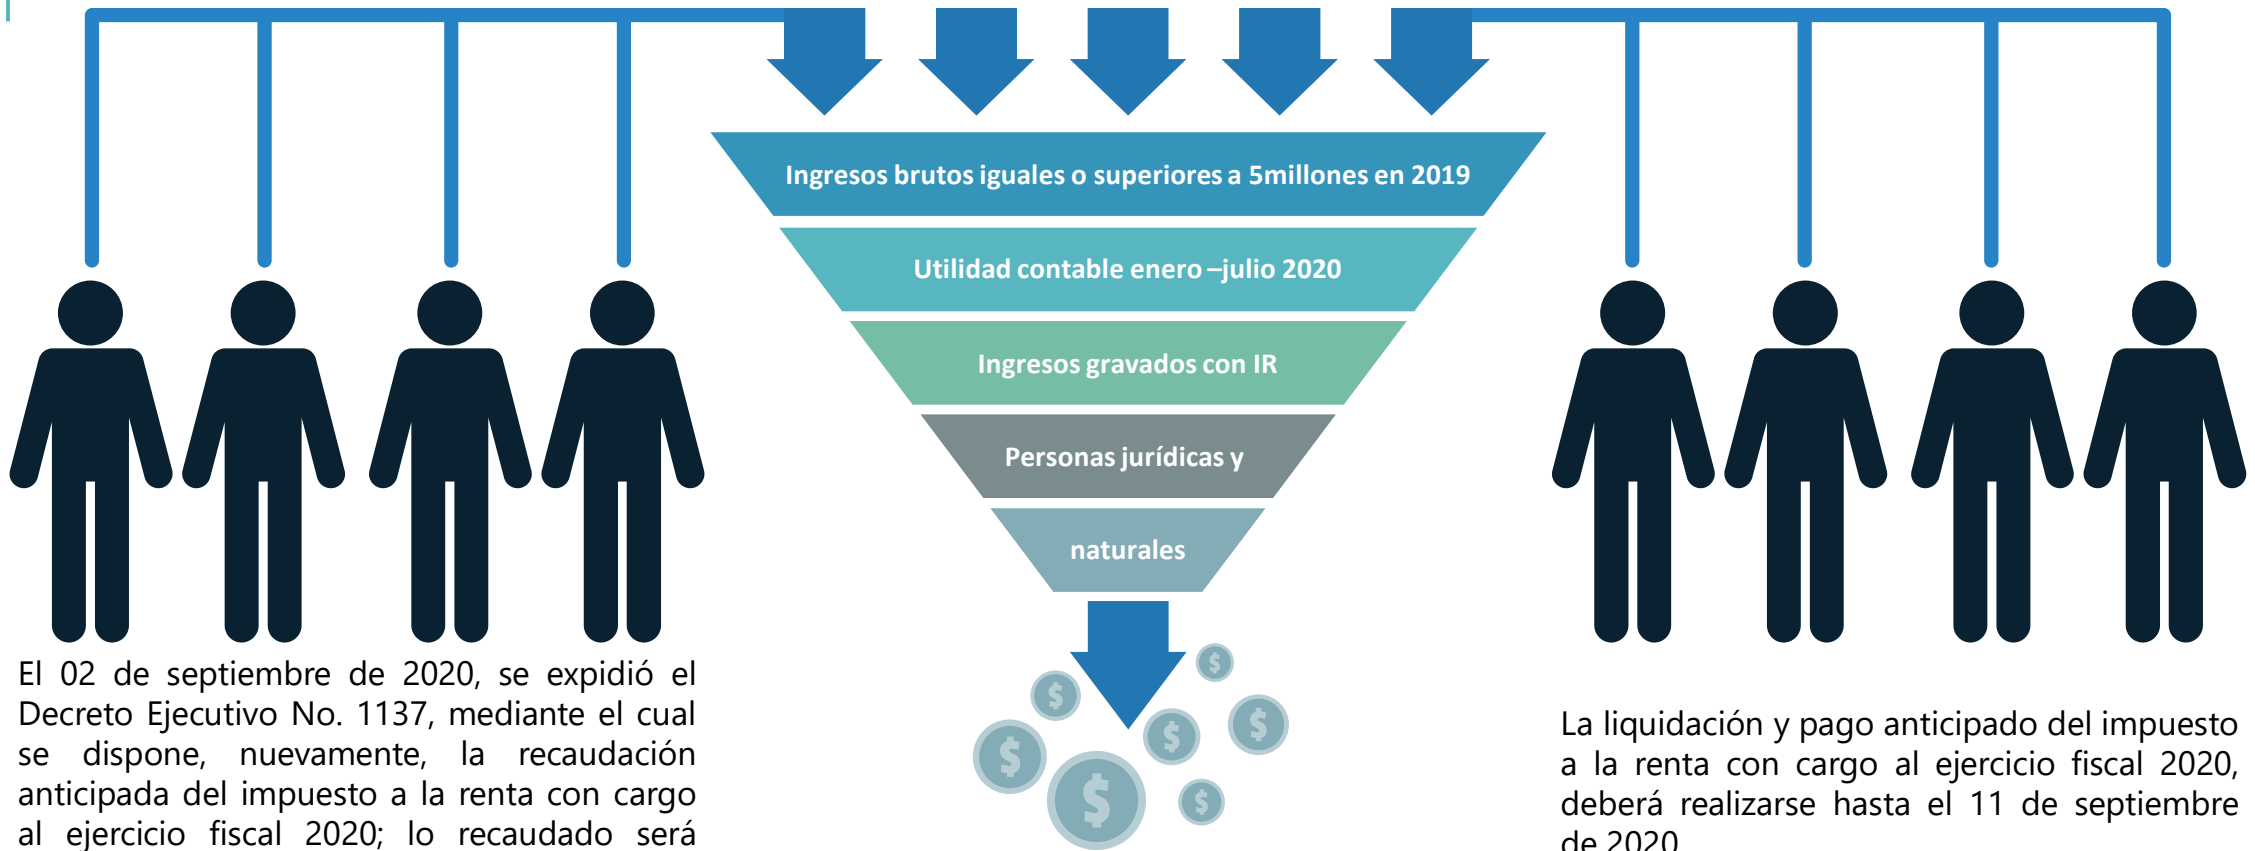 Ingresos brutos iguales o superiores a 5millones en 2019
Utilidad contable enero –julio 2020
Ingresos gravados con IR
Personas jurídicas y
naturales
El 02 de septiembre de 2020, se expidió el
Decreto Ejecutivo No. 1137, mediante el cual
se dispone, nuevamente, la recaudación
anticipada del impuesto a la renta con cargo
al ejercicio fiscal 2020; lo recaudado será
La liquidación y pago anticipado del impuesto
a la renta con cargo al ejercicio fiscal 2020,
deberá realizarse hasta el 11 de septiembre
de 2020
$
$
$
$
$
$
$